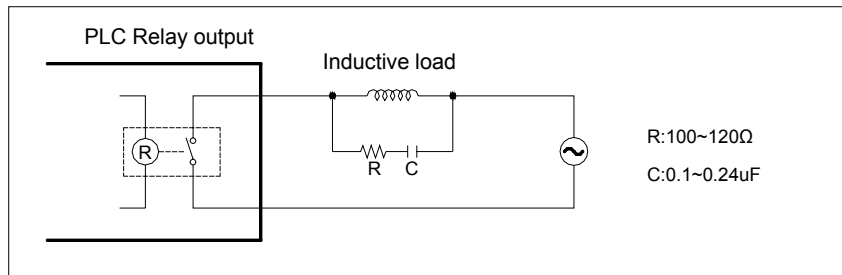 PLC Relay output
Inductive load
R
R C
R:100~120Ω
C:0.1~0.24uF